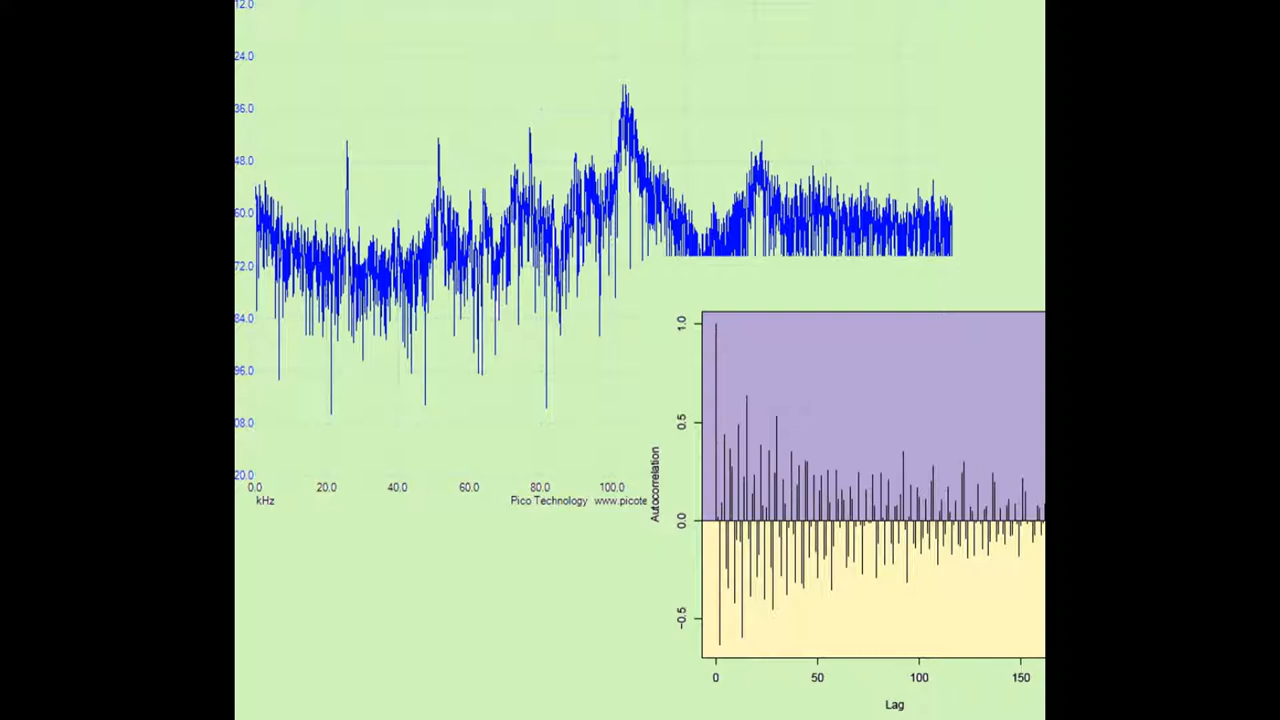 12.0
24.0
36.0
48.0
60.0
72.0
84.0
96.0
08.0
20.0
0.0 20.0 40.0 60.0 80.0 100.0
kHz Pico Technology www.picote
1.0
0.5
0.0
−0.5
Autocorrelation
0 50 100 150
Lag